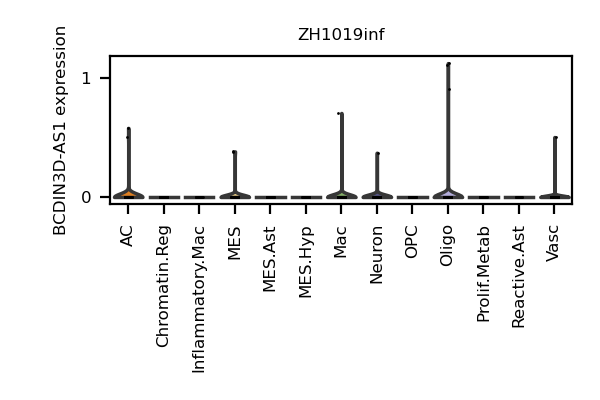 ZH1019inf
BCDIN3D-AS1 expression
1
0
AC
Chromatin.Reg
Inflammatory.Mac
MES
MES.Ast
MES.Hyp
Mac
Neuron
OPC
Oligo
Prolif.Metab
Reactive.Ast
Vasc